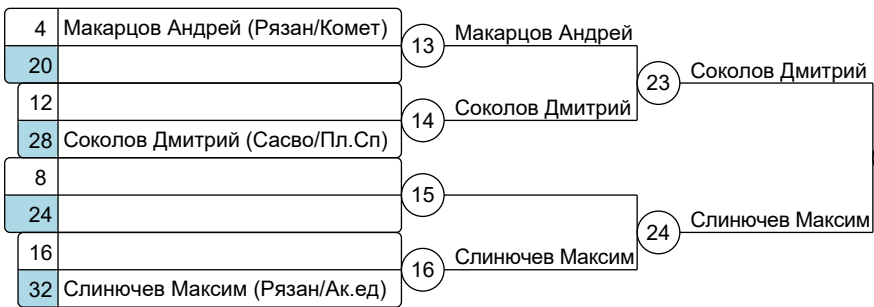 4 Макарцов Андрей (Рязан/Комет)
20
13
Макарцов Андрей
12
28 Соколов Дмитрий (Сасво/Пл.Сп)
14
Соколов Дмитрий
23
Соколов Дмитрий
8
24
15
16
32 Слинючев Максим (Рязан/Ак.ед)
16
Слинючев Максим
24
Слинючев Максим